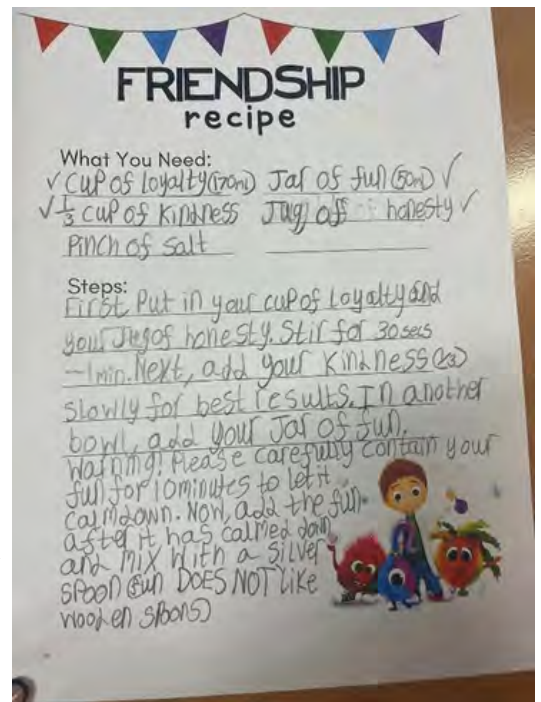 FRIENDSHIP
recipe
What You Need:
✓ Cup of loyalty (170ml) Jar of fun (50ml) ✓
✓ 1/3 cup of kindness Jug of honesty ✓
Pinch of salt
Steps:
First Put in your cup of Loyalty and
your Jug of honesty. Stir for 30 secs
~1 min. Next, add your Kindness (1/3)
slowly for best results. In another
bowl, add your Jar of fun.
Warning! Please carefully contain your
fun for 10 minutes to let it
calm down. Now, add the fun
after it has calmed down
and mix with a silver
spoon (fun DOES NOT like
wooden spoons)